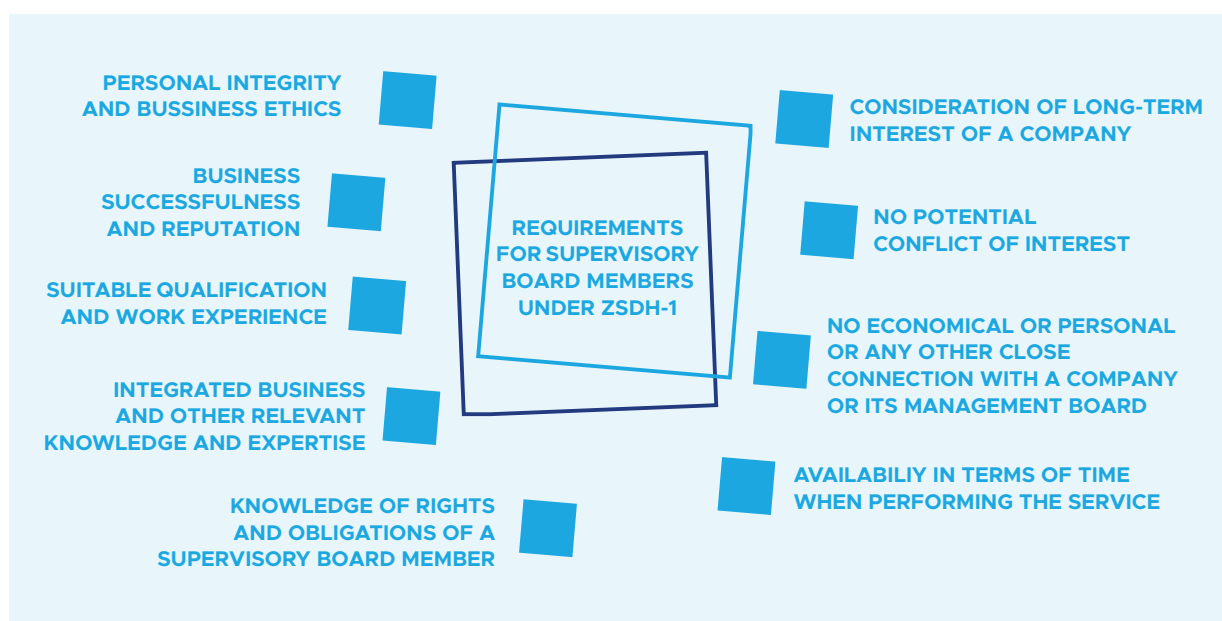 PERSONAL INTEGRITY
AND BUSSINESS ETHICS
BUSINESS
SUCCESSFULNESS
AND REPUTATION
SUITABLE QUALIFICATION
AND WORK EXPERIENCE
INTEGRATED BUSINESS
AND OTHER RELEVANT
KNOWLEDGE AND EXPERTISE
KNOWLEDGE OF RIGHTS
AND OBLIGATIONS OF A
SUPERVISORY BOARD MEMBER
REQUIREMENTS
FOR SUPERVISORY
BOARD MEMBERS
UNDER ZSDH-1
CONSIDERATION OF LONG-TERM
INTEREST OF A COMPANY
NO POTENTIAL
CONFLICT OF INTEREST
NO ECONOMICAL OR PERSONAL
OR ANY OTHER CLOSE
CONNECTION WITH A COMPANY
OR ITS MANAGEMENT BOARD
AVAILABILIY IN TERMS OF TIME
WHEN PERFORMING THE SERVICE